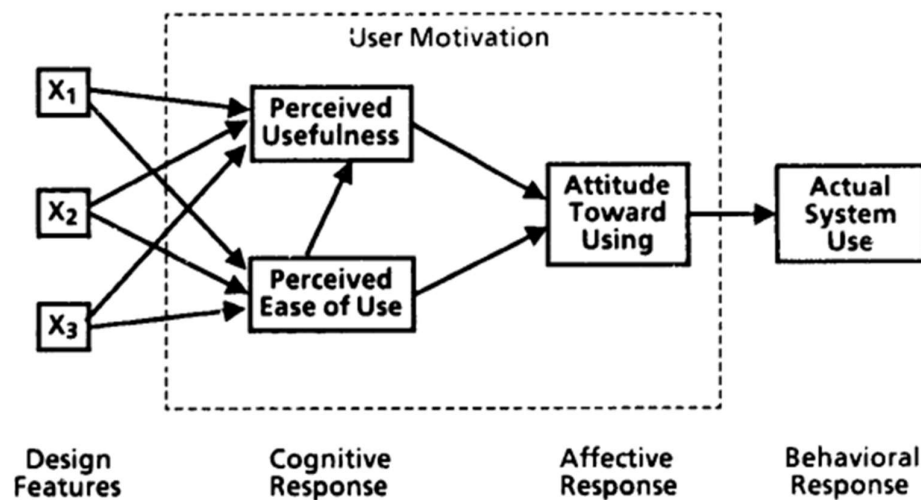 User Motivation
X₁
X₂
X₃
Perceived
Usefulness
Perceived
Ease of Use
Attitude
Toward
Using
Actual
System
Use
Design
Features
Cognitive
Response
Affective
Response
Behavioral
Response